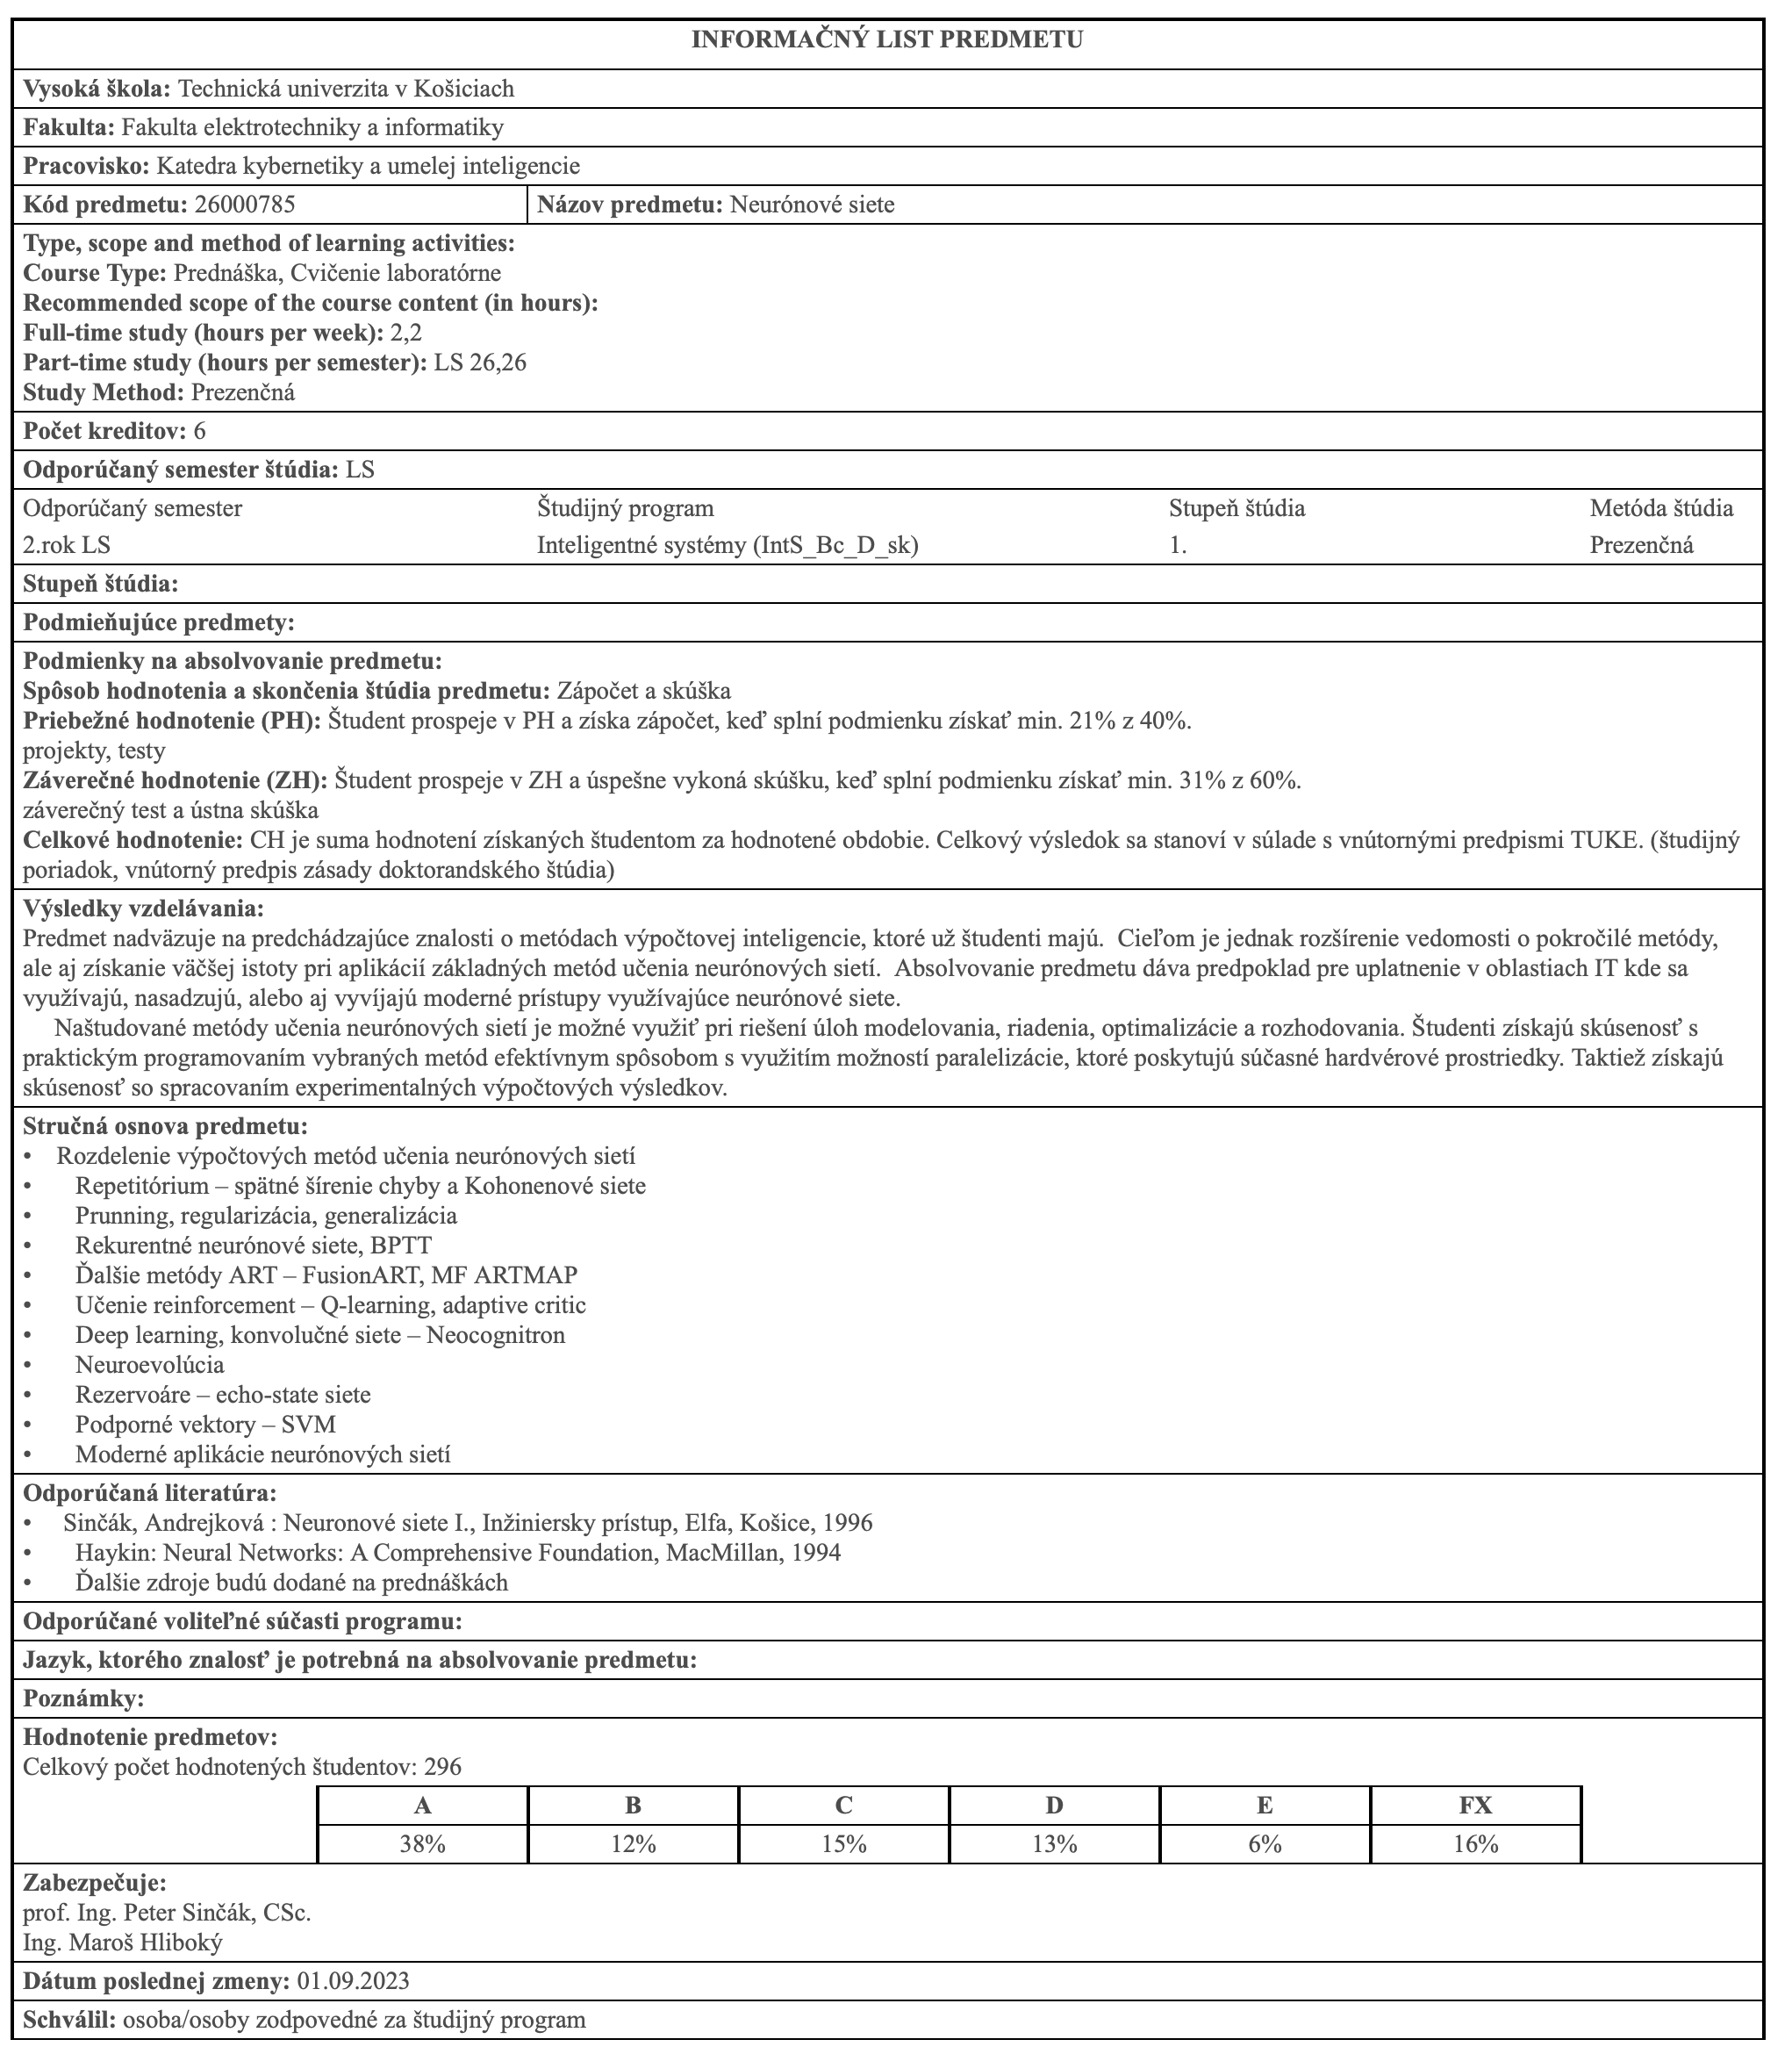 INFORMAČNÝ LIST PREDMETU
Vysoká škola: Technická univerzita v Košiciach
Fakulta: Fakulta elektrotechniky a informatiky
Pracovisko: Katedra kybernetiky a umelej inteligencie
Kód predmetu: 26000785 Názov predmetu: Neurónové siete
Type, scope and method of learning activities:
Course Type: Prednáška, Cvičenie laboratórne
Recommended scope of the course content (in hours):
Full-time study (hours per week): 2,2
Part-time study (hours per semester): LS 26,26
Study Method: Prezenčná
Počet kreditov: 6
Odporúčaný semester štúdia: LS
Odporúčaný semester Študijný program Stupeň štúdia Metóda štúdia
2.rok LS Inteligentné systémy (IntS_Bc_D_sk) 1. Prezenčná
Stupeň štúdia:
Podmieňujúce predmety:
Podmienky na absolvovanie predmetu:
Spôsob hodnotenia a skončenia štúdia predmetu: Zápočet a skúška
Priebežné hodnotenie (PH): Študent prospeje v PH a získa zápočet, keď splní podmienku získať min. 21% z 40%.
projekty, testy
Záverečné hodnotenie (ZH): Študent prospeje v ZH a úspešne vykoná skúšku, keď splní podmienku získať min. 31% z 60%.
záverečný test a ústna skúška
Celkové hodnotenie: CH je suma hodnotení získaných študentom za hodnotené obdobie. Celkový výsledok sa stanoví v súlade s vnútornými predpismi TUKE. (študijný
poriadok, vnútorný predpis zásady doktorandského štúdia)
Výsledky vzdelávania:
Predmet nadväzuje na predchádzajúce znalosti o metódach výpočtovej inteligencie, ktoré už študenti majú. Cieľom je jednak rozšírenie vedomosti o pokročilé metódy,
ale aj získanie väčšej istoty pri aplikácií základných metód učenia neurónových sietí. Absolvovanie predmetu dáva predpoklad pre uplatnenie v oblastiach IT kde sa
využívajú, nasadzujú, alebo aj vyvíjajú moderné prístupy využívajúce neurónové siete.
Naštudované metódy učenia neurónových sietí je možné využiť pri riešení úloh modelovania, riadenia, optimalizácie a rozhodovania. Študenti získajú skúsenosť s
praktickým programovaním vybraných metód efektívnym spôsobom s využitím možností paralelizácie, ktoré poskytujú súčasné hardvérové prostriedky. Taktiež získajú
skúsenosť so spracovaním experimentalných výpočtových výsledkov.
Stručná osnova predmetu:
• Rozdelenie výpočtových metód učenia neurónových sietí
• Repetitórium – spätné šírenie chyby a Kohonenové siete
• Prunning, regularizácia, generalizácia
• Rekurentné neurónové siete, BPTT
• Ďalšie metódy ART – FusionART, MF ARTMAP
• Učenie reinforcement – Q-learning, adaptive critic
• Deep learning, konvolučné siete – Neocognitron
• Neuroevolúcia
• Rezervoáre – echo-state siete
• Podporné vektory – SVM
• Moderné aplikácie neurónových sietí
Odporúčaná literatúra:
• Sinčák, Andrejková : Neuronové siete I., Inžiniersky prístup, Elfa, Košice, 1996
• Haykin: Neural Networks: A Comprehensive Foundation, MacMillan, 1994
• Ďalšie zdroje budú dodané na prednáškách
Odporúčané voliteľné súčasti programu:
Jazyk, ktorého znalosť je potrebná na absolvovanie predmetu:
Poznámky:
Hodnotenie predmetov:
Celkový počet hodnotených študentov: 296
A B C D E FX
38% 12% 15% 13% 6% 16%
Zabezpečuje:
prof. Ing. Peter Sinčák, CSc.
Ing. Maroš Hliboký
Dátum poslednej zmeny: 01.09.2023
Schválil: osoba/osoby zodpovedné za študijný program